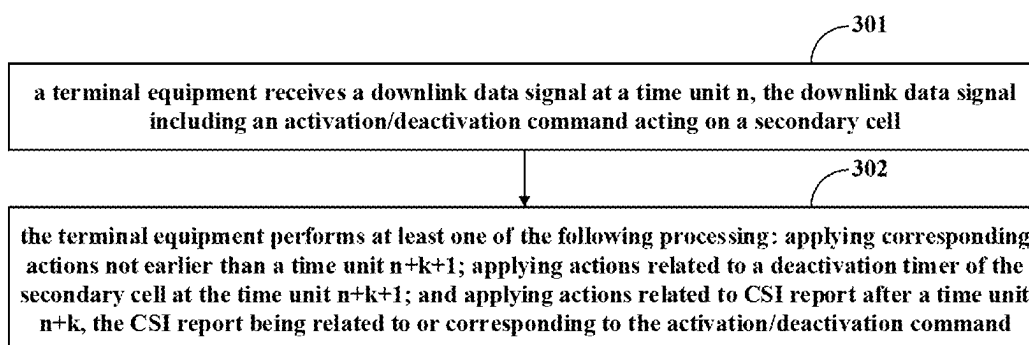 301
a terminal equipment receives a downlink data signal at a time unit n, the downlink data signal
including an activation/deactivation command acting on a secondary cell
302
the terminal equipment performs at least one of the following processing: applying corresponding
actions not earlier than a time unit n+k+1; applying actions related to a deactivation timer of the
secondary cell at the time unit n+k+1; and applying actions related to CSI report after a time unit
n+k, the CSI report being related to or corresponding to the activation/deactivation command